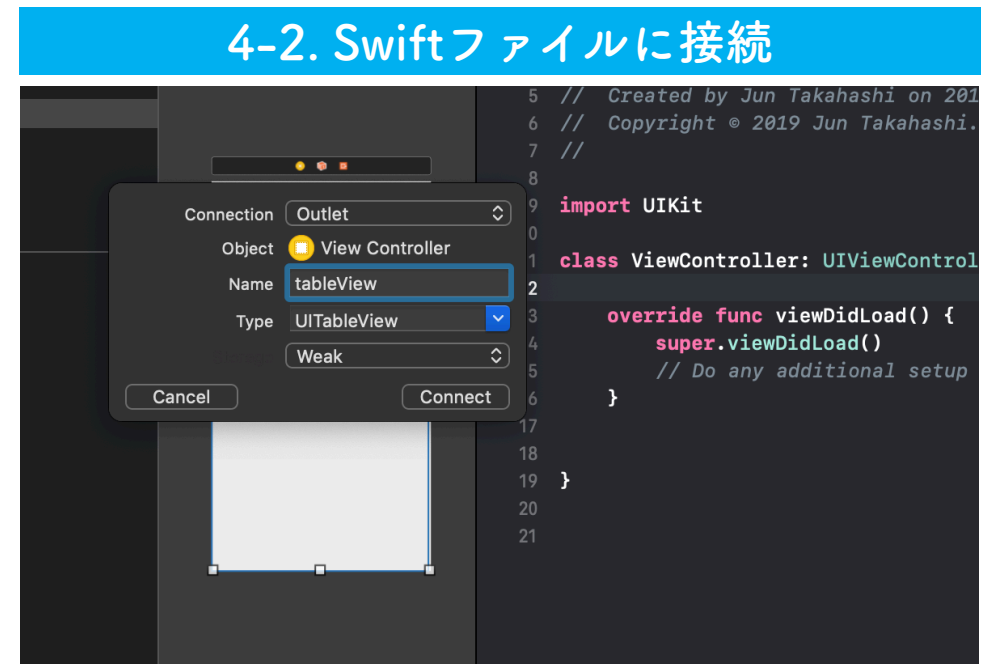 4-2. Swiftファイルに接続
5 // Created by Jun Takahashi on 201
6 // Copyright © 2019 Jun Takahashi.
7 //
8
9 import UIKit
0
1 class ViewController: UIViewControl
2
3 override func viewDidLoad() {
4 super.viewDidLoad()
5 // Do any additional setup
6 }
17
18
19 }
20
21
Connection Outlet
Object View Controller
Name tableView
Type UITableView
Weak
Cancel Connect